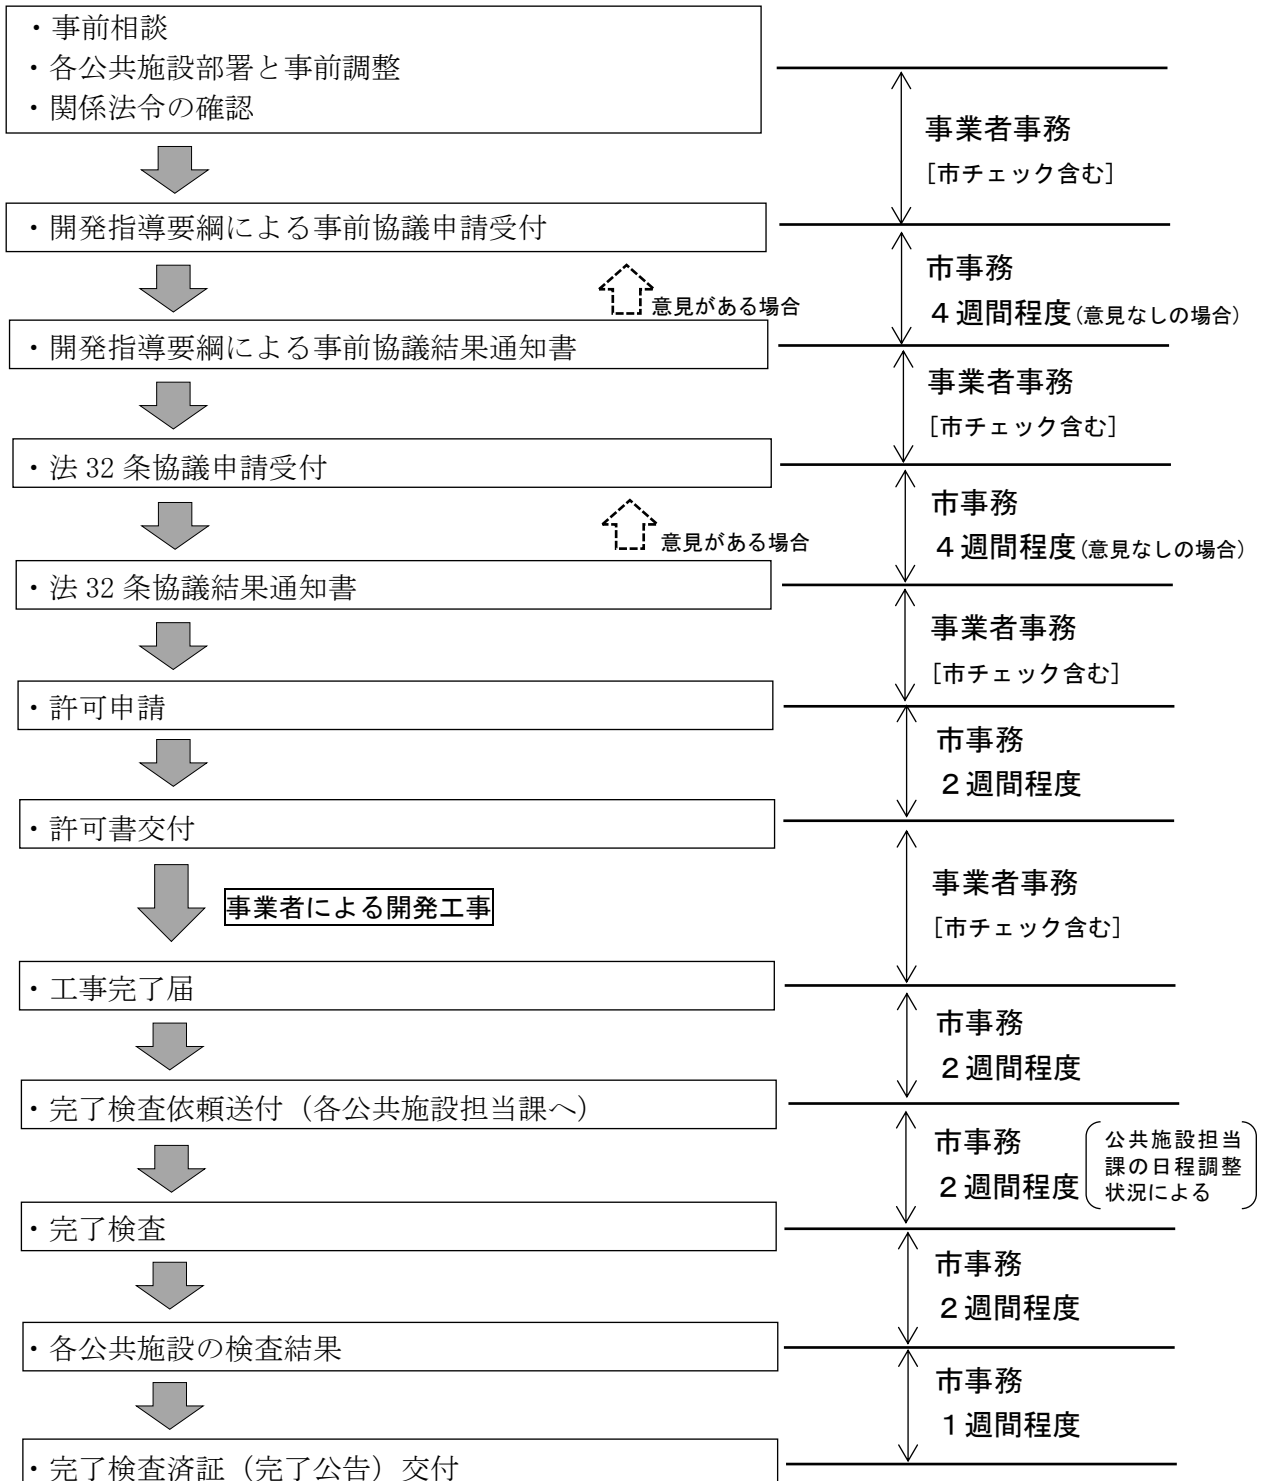 ・事前相談
・各公共施設部署と事前調整
・関係法令の確認
事業者事務
[市チェック含む]
・開発指導要綱による事前協議申請受付
市事務
４週間程度(意見なしの場合)
意見がある場合
・開発指導要綱による事前協議結果通知書
事業者事務
[市チェック含む]
・法 32 条協議申請受付
市事務
４週間程度(意見なしの場合)
意見がある場合
・法 32 条協議結果通知書
事業者事務
[市チェック含む]
・許可申請
市事務
２週間程度
・許可書交付
事業者による開発工事
事業者事務
[市チェック含む]
・工事完了届
市事務
２週間程度
・完了検査依頼送付（各公共施設担当課へ）
市事務
２週間程度
公共施設担当
課の日程調整
状況による
・完了検査
市事務
２週間程度
・各公共施設の検査結果
市事務
１週間程度
・完了検査済証（完了公告）交付